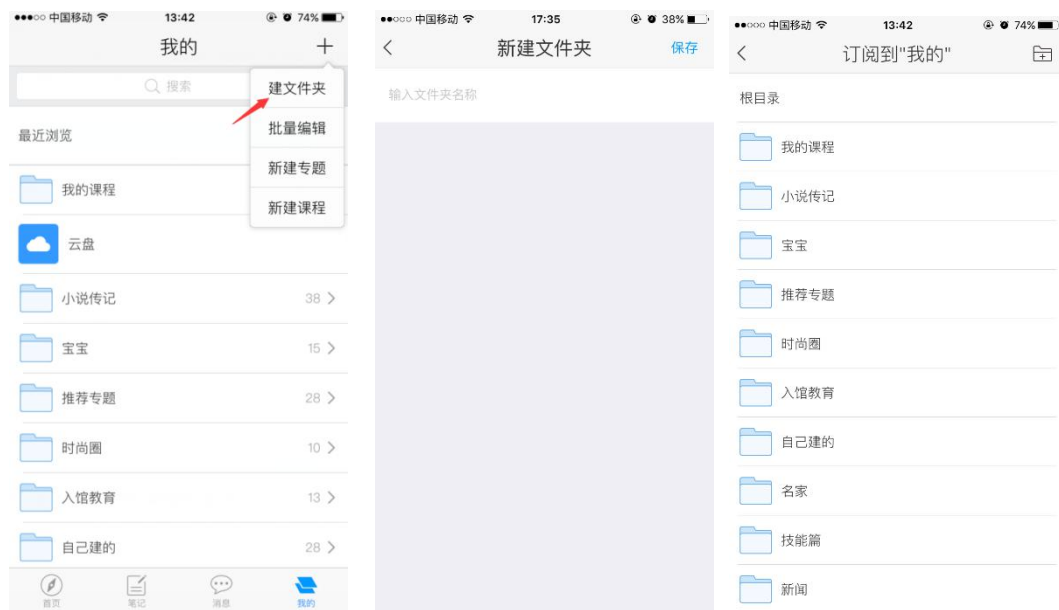 中国移动 13:42 74%
我的
搜索
建文件夹
批量编辑
新建专题
新建课程
最近浏览
我的课程
云盘
小说传记 38
宝宝 15
推荐专题 28
时尚圈 10
入馆教育 13
自己建的 28
首页 笔记 消息 我的
中国移动 17:35 38%
新建文件夹 保存
输入文件夹名称
中国移动 13:42 74%
订阅到"我的"
根目录
我的课程
小说传记
宝宝
推荐专题
时尚圈
入馆教育
自己建的
名家
技能篇
新闻